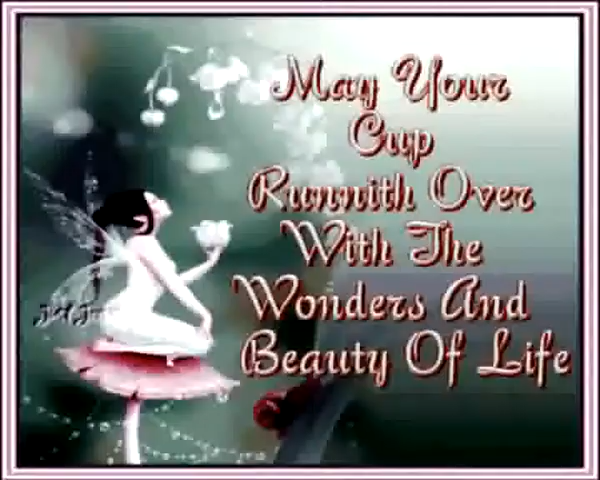 May Your
Cup
Runnith Over
With The
Wonders And
Beauty Of Life